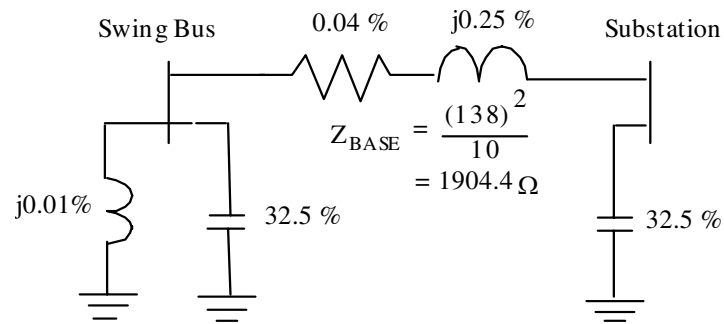 Swing Bus
0.04 %
j0.25%
Substation
Z_BASE = (138)^2 / 10
= 1904.4 Ω
j0.01%
32.5 %
32.5 %